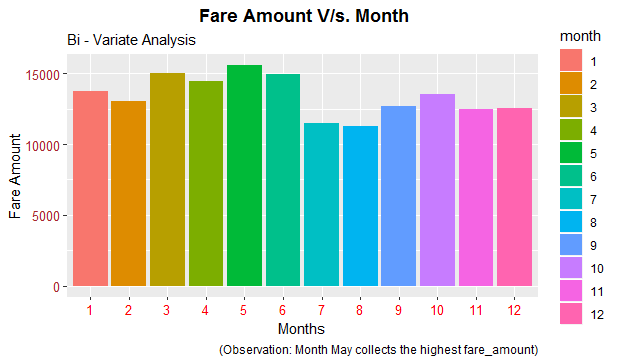 Fare Amount V/s. Month
Bi - Variate Analysis
Fare Amount
15000
10000
5000
0
1 2 3 4 5 6 7 8 9 10 11 12
Months
(Observation: Month May collects the highest fare_amount)
month
1
2
3
4
5
6
7
8
9
10
11
12